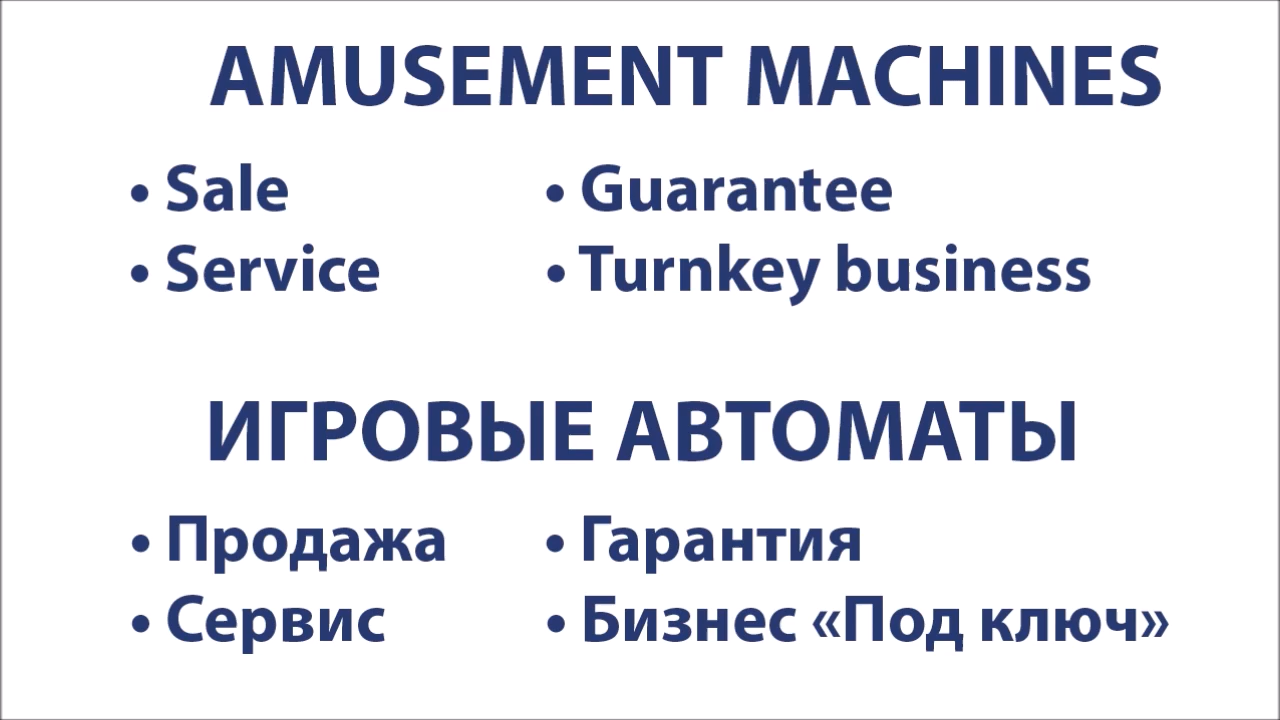 AMUSEMENT MACHINES
• Sale • Guarantee
• Service • Turnkey business
ИГРОВЫЕ АВТОМАТЫ
• Продажа • Гарантия
• Сервис • Бизнес «Под ключ»